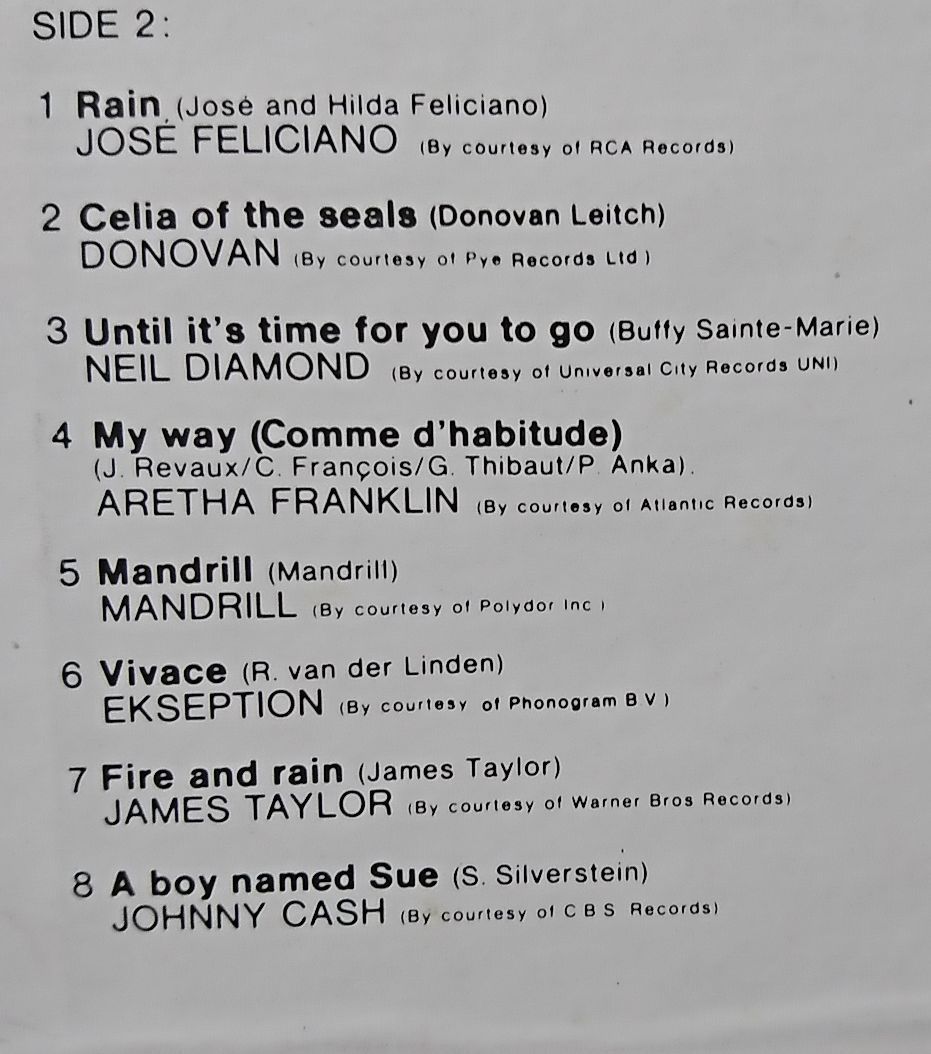 SIDE 2:
1 Rain (José and Hilda Feliciano)
JOSÉ FELICIANO (By courtesy of RCA Records)
2 Celia of the seals (Donovan Leitch)
DONOVAN (By courtesy of Pye Records Ltd)
3 Until it's time for you to go (Buffy Sainte-Marie)
NEIL DIAMOND (By courtesy of Universal City Records UNI)
4 My way (Comme d'habitude)
(J. Revaux/C. François/G. Thibaut/P. Anka).
ARETHA FRANKLIN (By courtesy of Atlantic Records)
5 Mandrill (Mandrill)
MANDRILL (By courtesy of Polydor Inc)
6 Vivace (R. van der Linden)
EKSEPTION (By courtesy of Phonogram B V)
7 Fire and rain (James Taylor)
JAMES TAYLOR (By courtesy of Warner Bros Records)
8 A boy named Sue (S. Silverstein)
JOHNNY CASH (By courtesy of C B S Records)